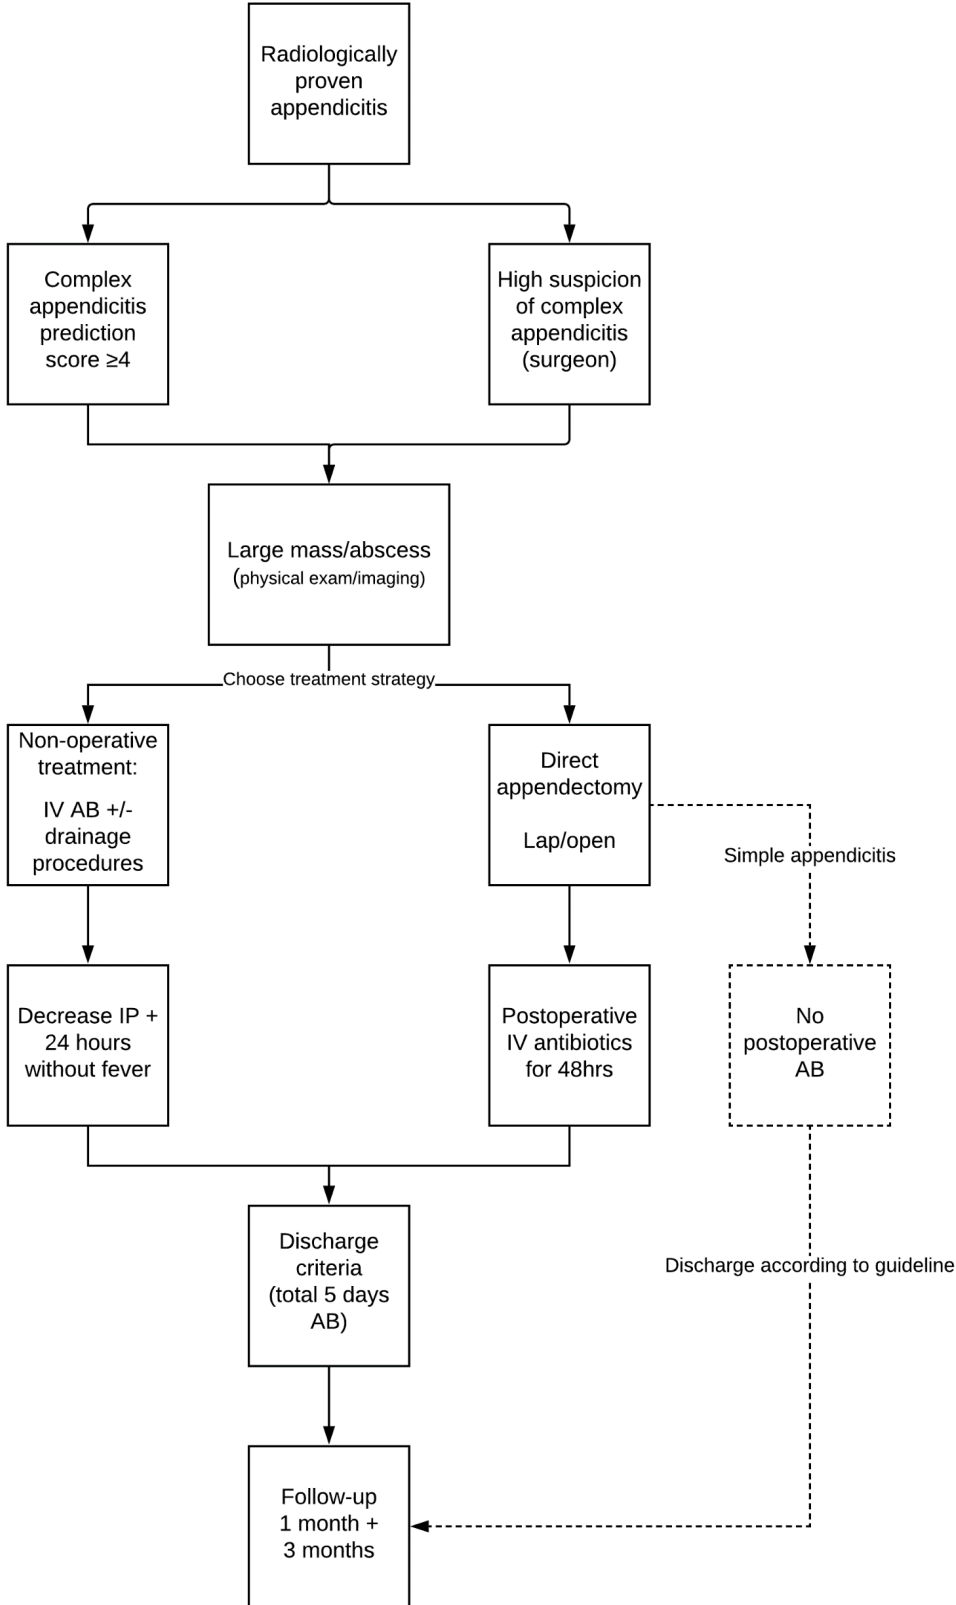 Radiologically
proven
appendicitis
Complex
appendicitis
prediction
score ≥4
High suspicion
of complex
appendicitis
(surgeon)
Large mass/abscess
(physical exam/imaging)
Choose treatment strategy
Non-operative
treatment:
IV AB +/-
drainage
procedures
Direct
appendectomy
Lap/open
Simple appendicitis
Decrease IP +
24 hours
without fever
Postoperative
IV antibiotics
for 48hrs
No
postoperative
AB
Discharge
criteria
(total 5 days
AB)
Discharge according to guideline
Follow-up
1 month +
3 months